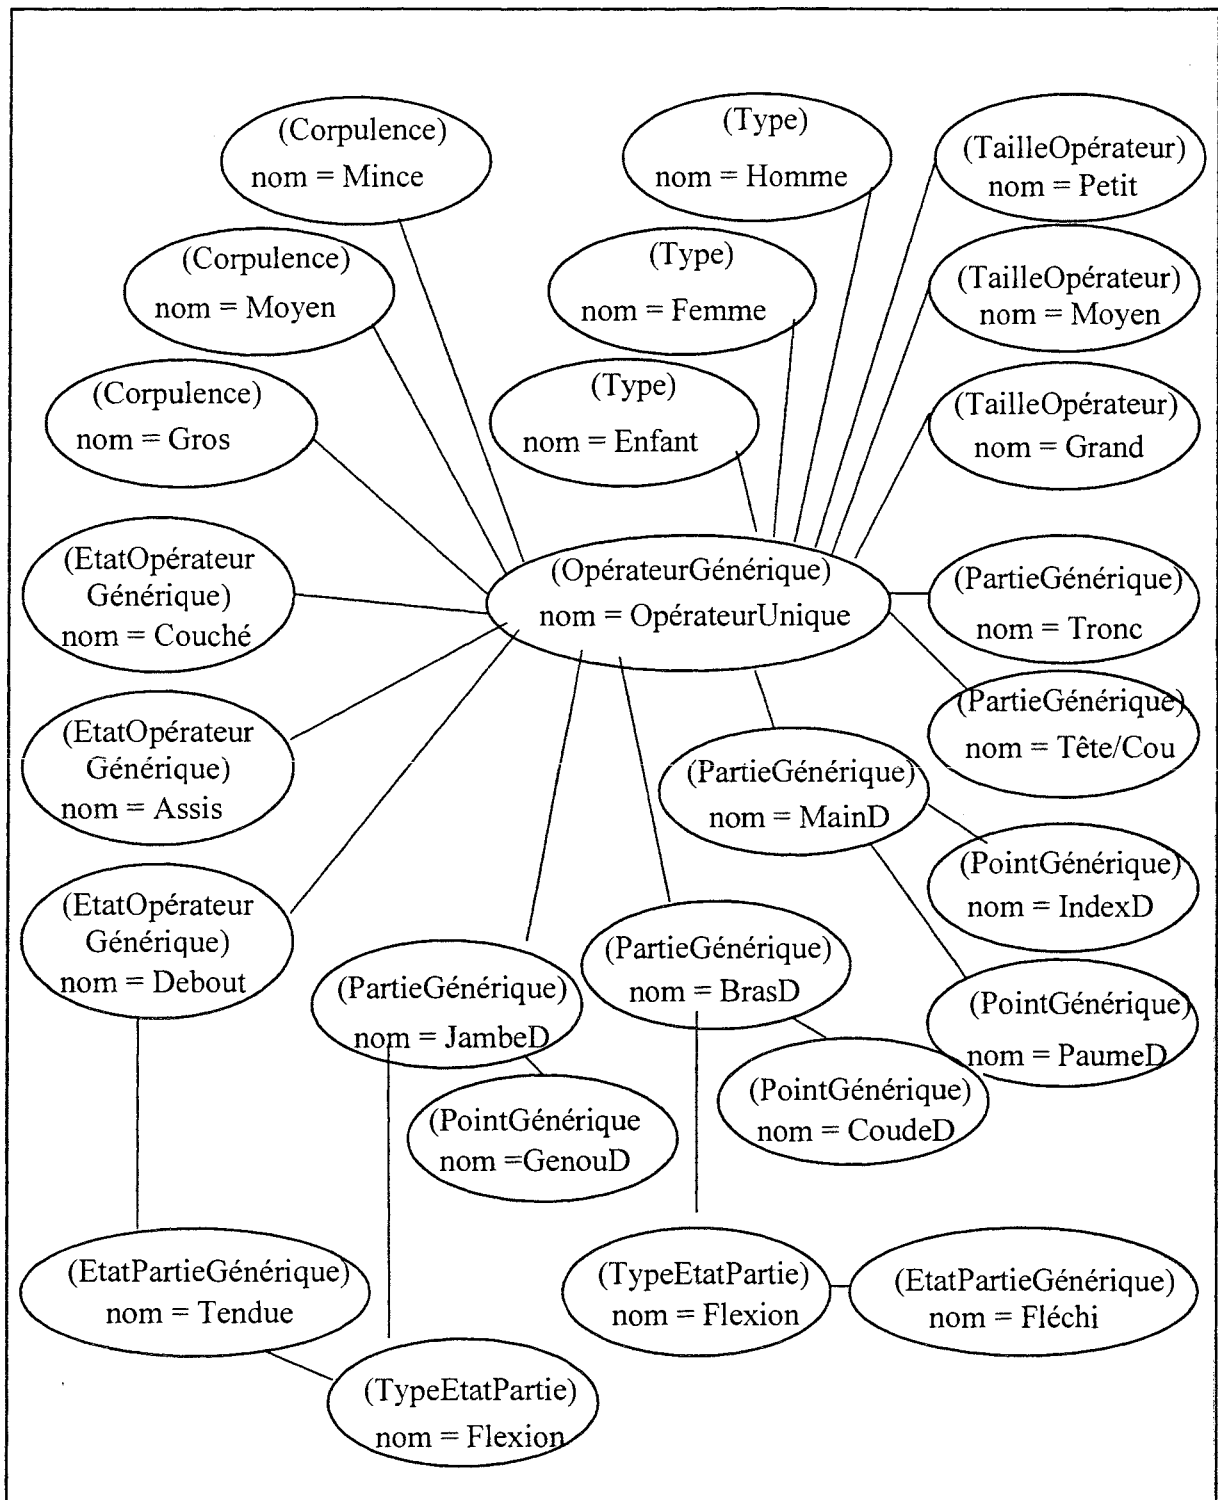 (Corpulence)
nom = Mince
(Type)
nom = Homme
(TailleOpérateur)
nom = Petit
(Corpulence)
nom = Moyen
(Type)
nom = Femme
(TailleOpérateur)
nom = Moyen
(Corpulence)
nom = Gros
(Type)
nom = Enfant
(TailleOpérateur)
nom = Grand
(EtatOpérateur
Générique)
nom = Couché
(OpérateurGénérique)
nom = OpérateurUnique
(PartieGénérique)
nom = Tronc
(EtatOpérateur
Générique)
nom = Assis
(PartieGénérique)
nom = MainD
(PartieGénérique)
nom = Tête/Cou
(EtatOpérateur
Générique)
nom = Debout
(PartieGénérique)
nom = JambeD
(PartieGénérique)
nom = BrasD
(PointGénérique)
nom = IndexD
(PointGénérique)
nom = PaumeD
(PointGénérique
nom =GenouD
(PointGénérique)
nom = CoudeD
(EtatPartieGénérique)
nom = Tendue
(TypeEtatPartie)
nom = Flexion
(EtatPartieGénérique)
nom = Fléchi
(TypeEtatPartie)
nom = Flexion